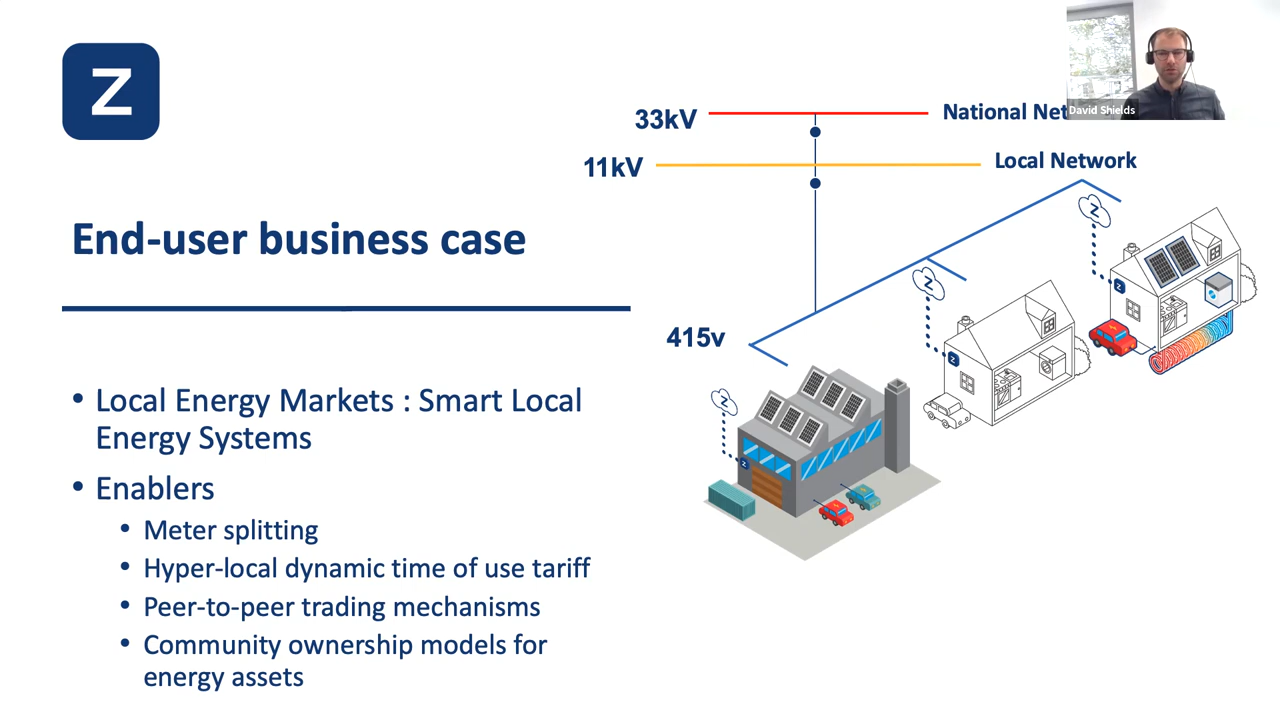 Z
33kV
National Net
David Shields
11kV
Local Network
End-user business case
Z
Z
Z
Z
415v
Z
Z
• Local Energy Markets : Smart Local
Energy Systems
• Enablers
• Meter splitting
• Hyper-local dynamic time of use tariff
• Peer-to-peer trading mechanisms
• Community ownership models for
energy assets